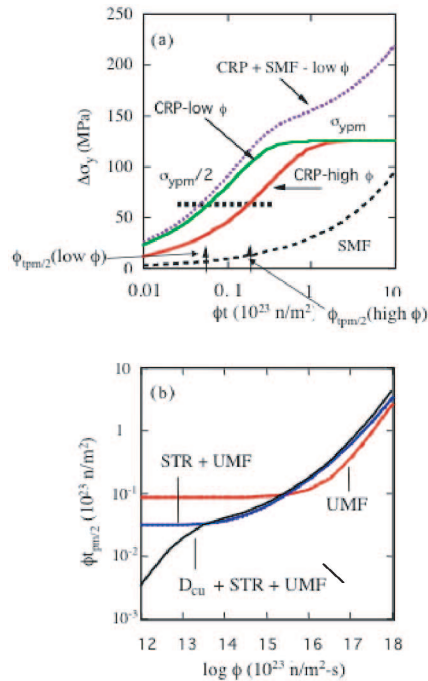 (a)
CRP + SMF - low ϕ
CRP-low ϕ
σypm
σypm/2
CRP-high ϕ
SMF
Δσy (MPa)
250
200
150
100
50
0
0.01
0.1
1
10
ϕtpm/2(low ϕ)
ϕt (10²³ n/m²)
ϕtpm/2(high ϕ)
(b)
10
1
10⁻¹
10⁻²
10⁻³
ϕtpm/2 (10²³ n/m²)
STR + UMF
UMF
Dcu + STR + UMF
12 13 14 15 16 17 18
log ϕ (10²³ n/m²-s)